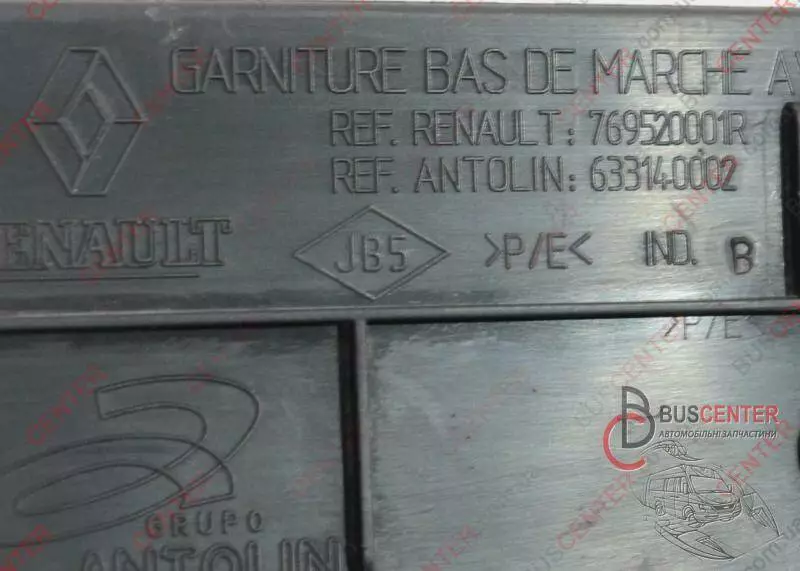 GARNITURE BAS DE MARCHE AV
REF. RENAULT: 769520001R
REF. ANTOLIN: 633140002
RENAULT
JB5 >P/E< IND. B
>P/E<
BUSCENTER
АВТОМОБІЛЬНІ ЗАПЧАСТИНИ
GRUPO
ANTOLIN